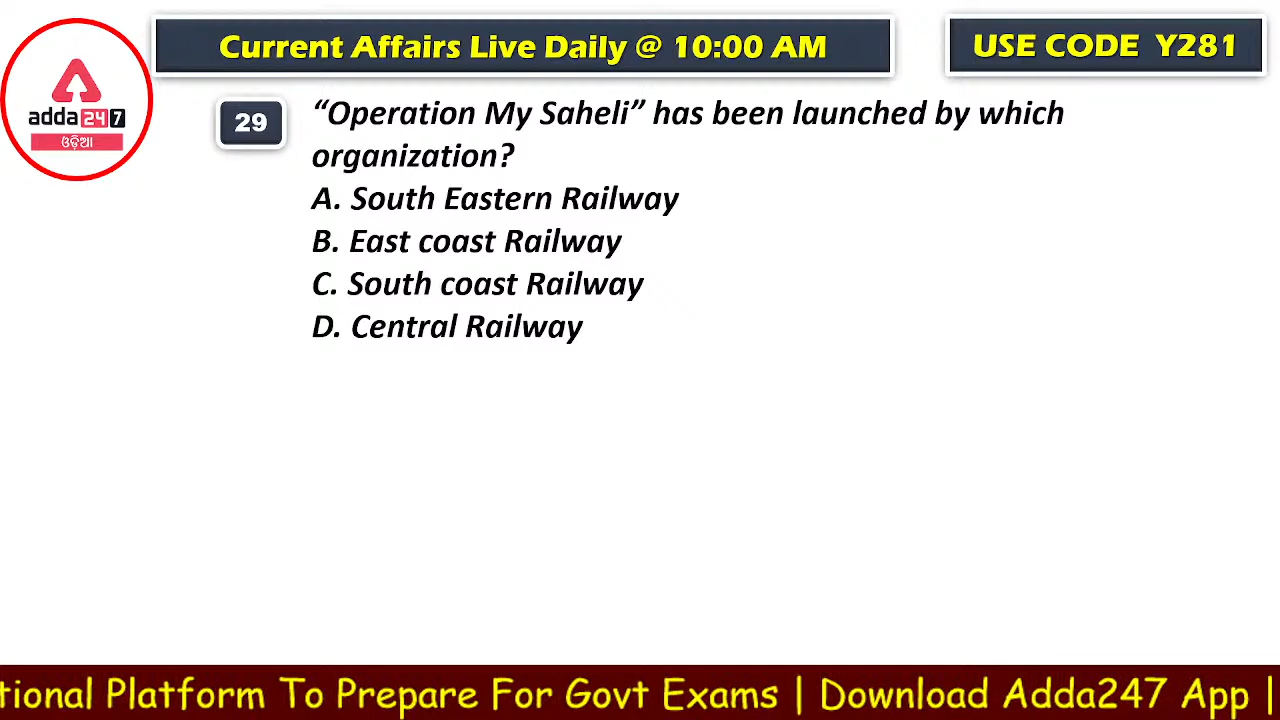 Current Affairs Live Daily @ 10:00 AM
USE CODE Y281
adda247
ଓଡ଼ିଆ
29
“Operation My Saheli” has been launched by which
organization?
A. South Eastern Railway
B. East coast Railway
C. South coast Railway
D. Central Railway
tional Platform To Prepare For Govt Exams | Download Adda247 App |